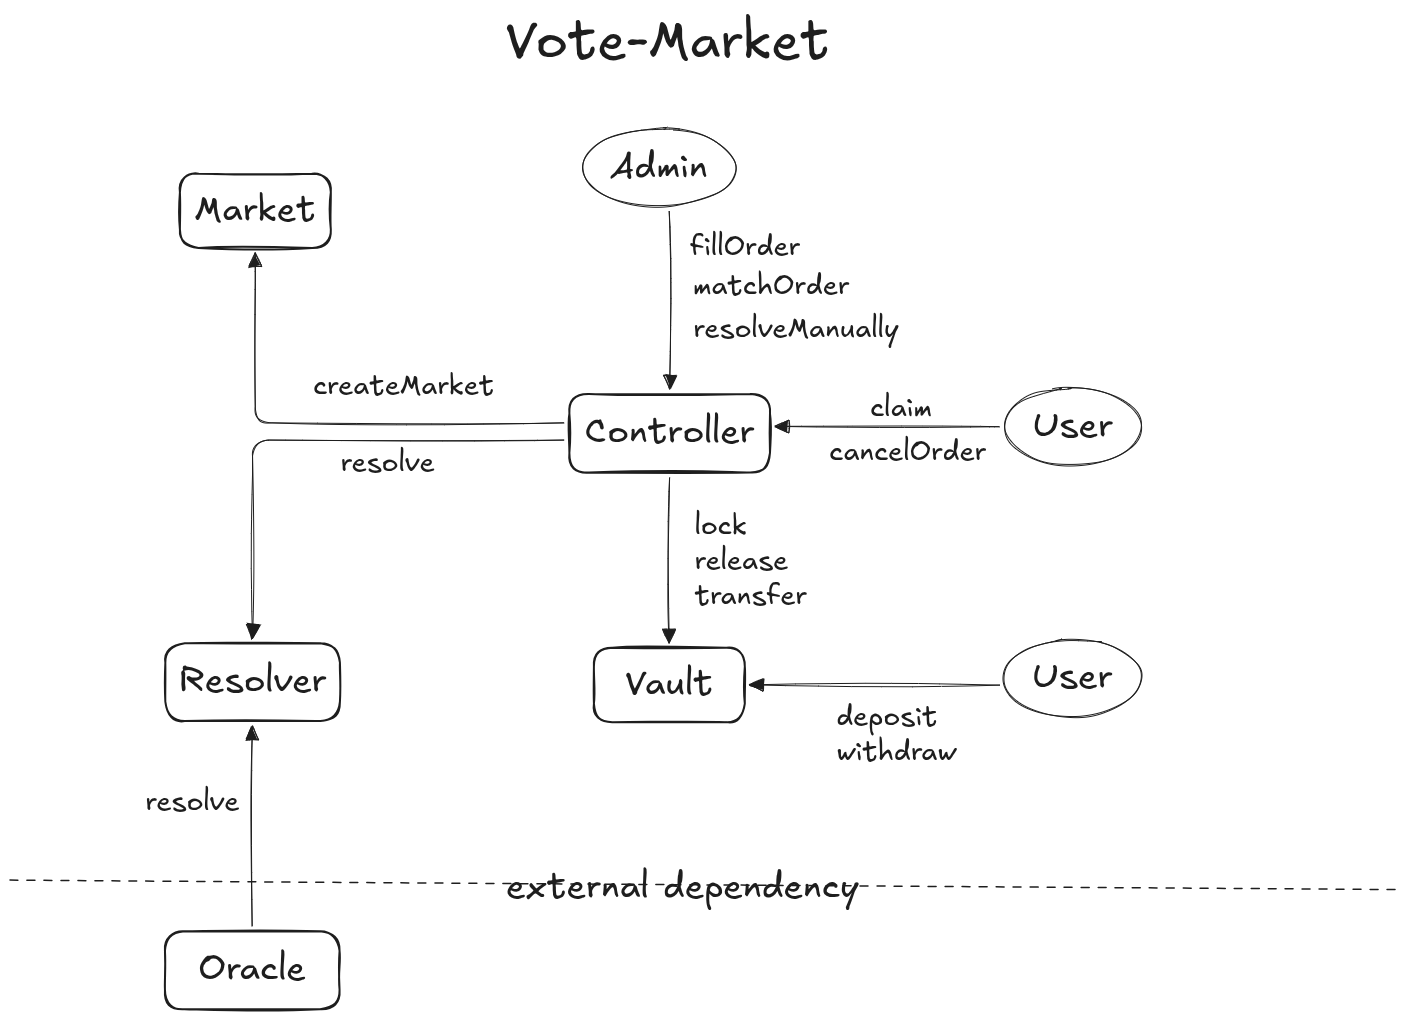 Vote-Market
Admin
Market
fillOrder
matchOrder
resolveManually
createMarket
claim
Controller
User
cancelOrder
resolve
lock
release
transfer
Resolver
Vault
User
deposit
withdraw
resolve
external dependency
Oracle